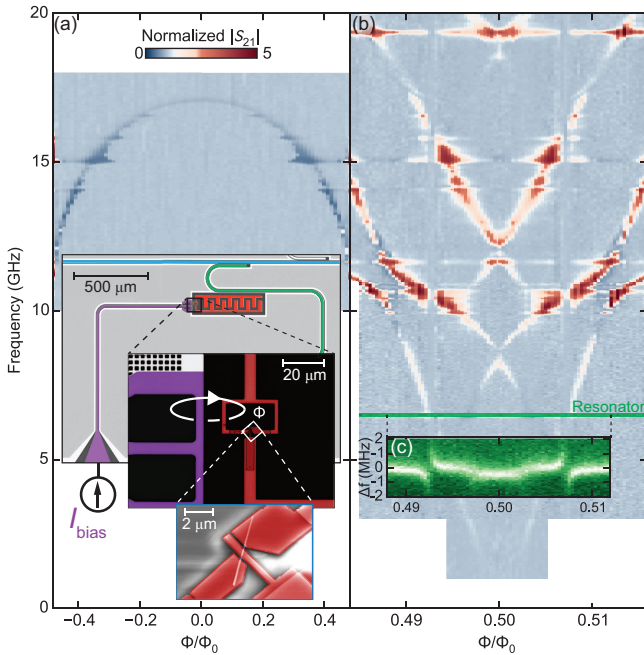 (a)
Normalized |S21|
0
5
20
15
10
5
0
Frequency (GHz)
500 μm
20 μm
Φ
Ibias
2 μm
−0.4
−0.2
0.0
0.2
0.4
Φ/Φ0
(b)
Resonator
(c)
Δf (MHz)
2
1
0
-1
-2
0.49
0.50
0.51
0.49
0.50
0.51
Φ/Φ0